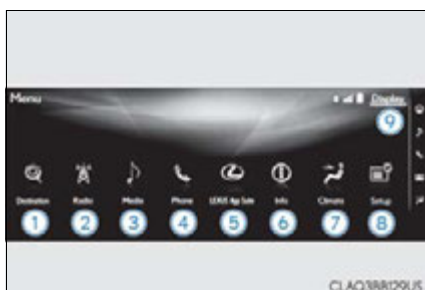 Menu
Display
9
Destination Radio Media Phone LEXUS App Suite Info Climate Setup
1 2 3 4 5 6 7 8
CLAQ3BB129US